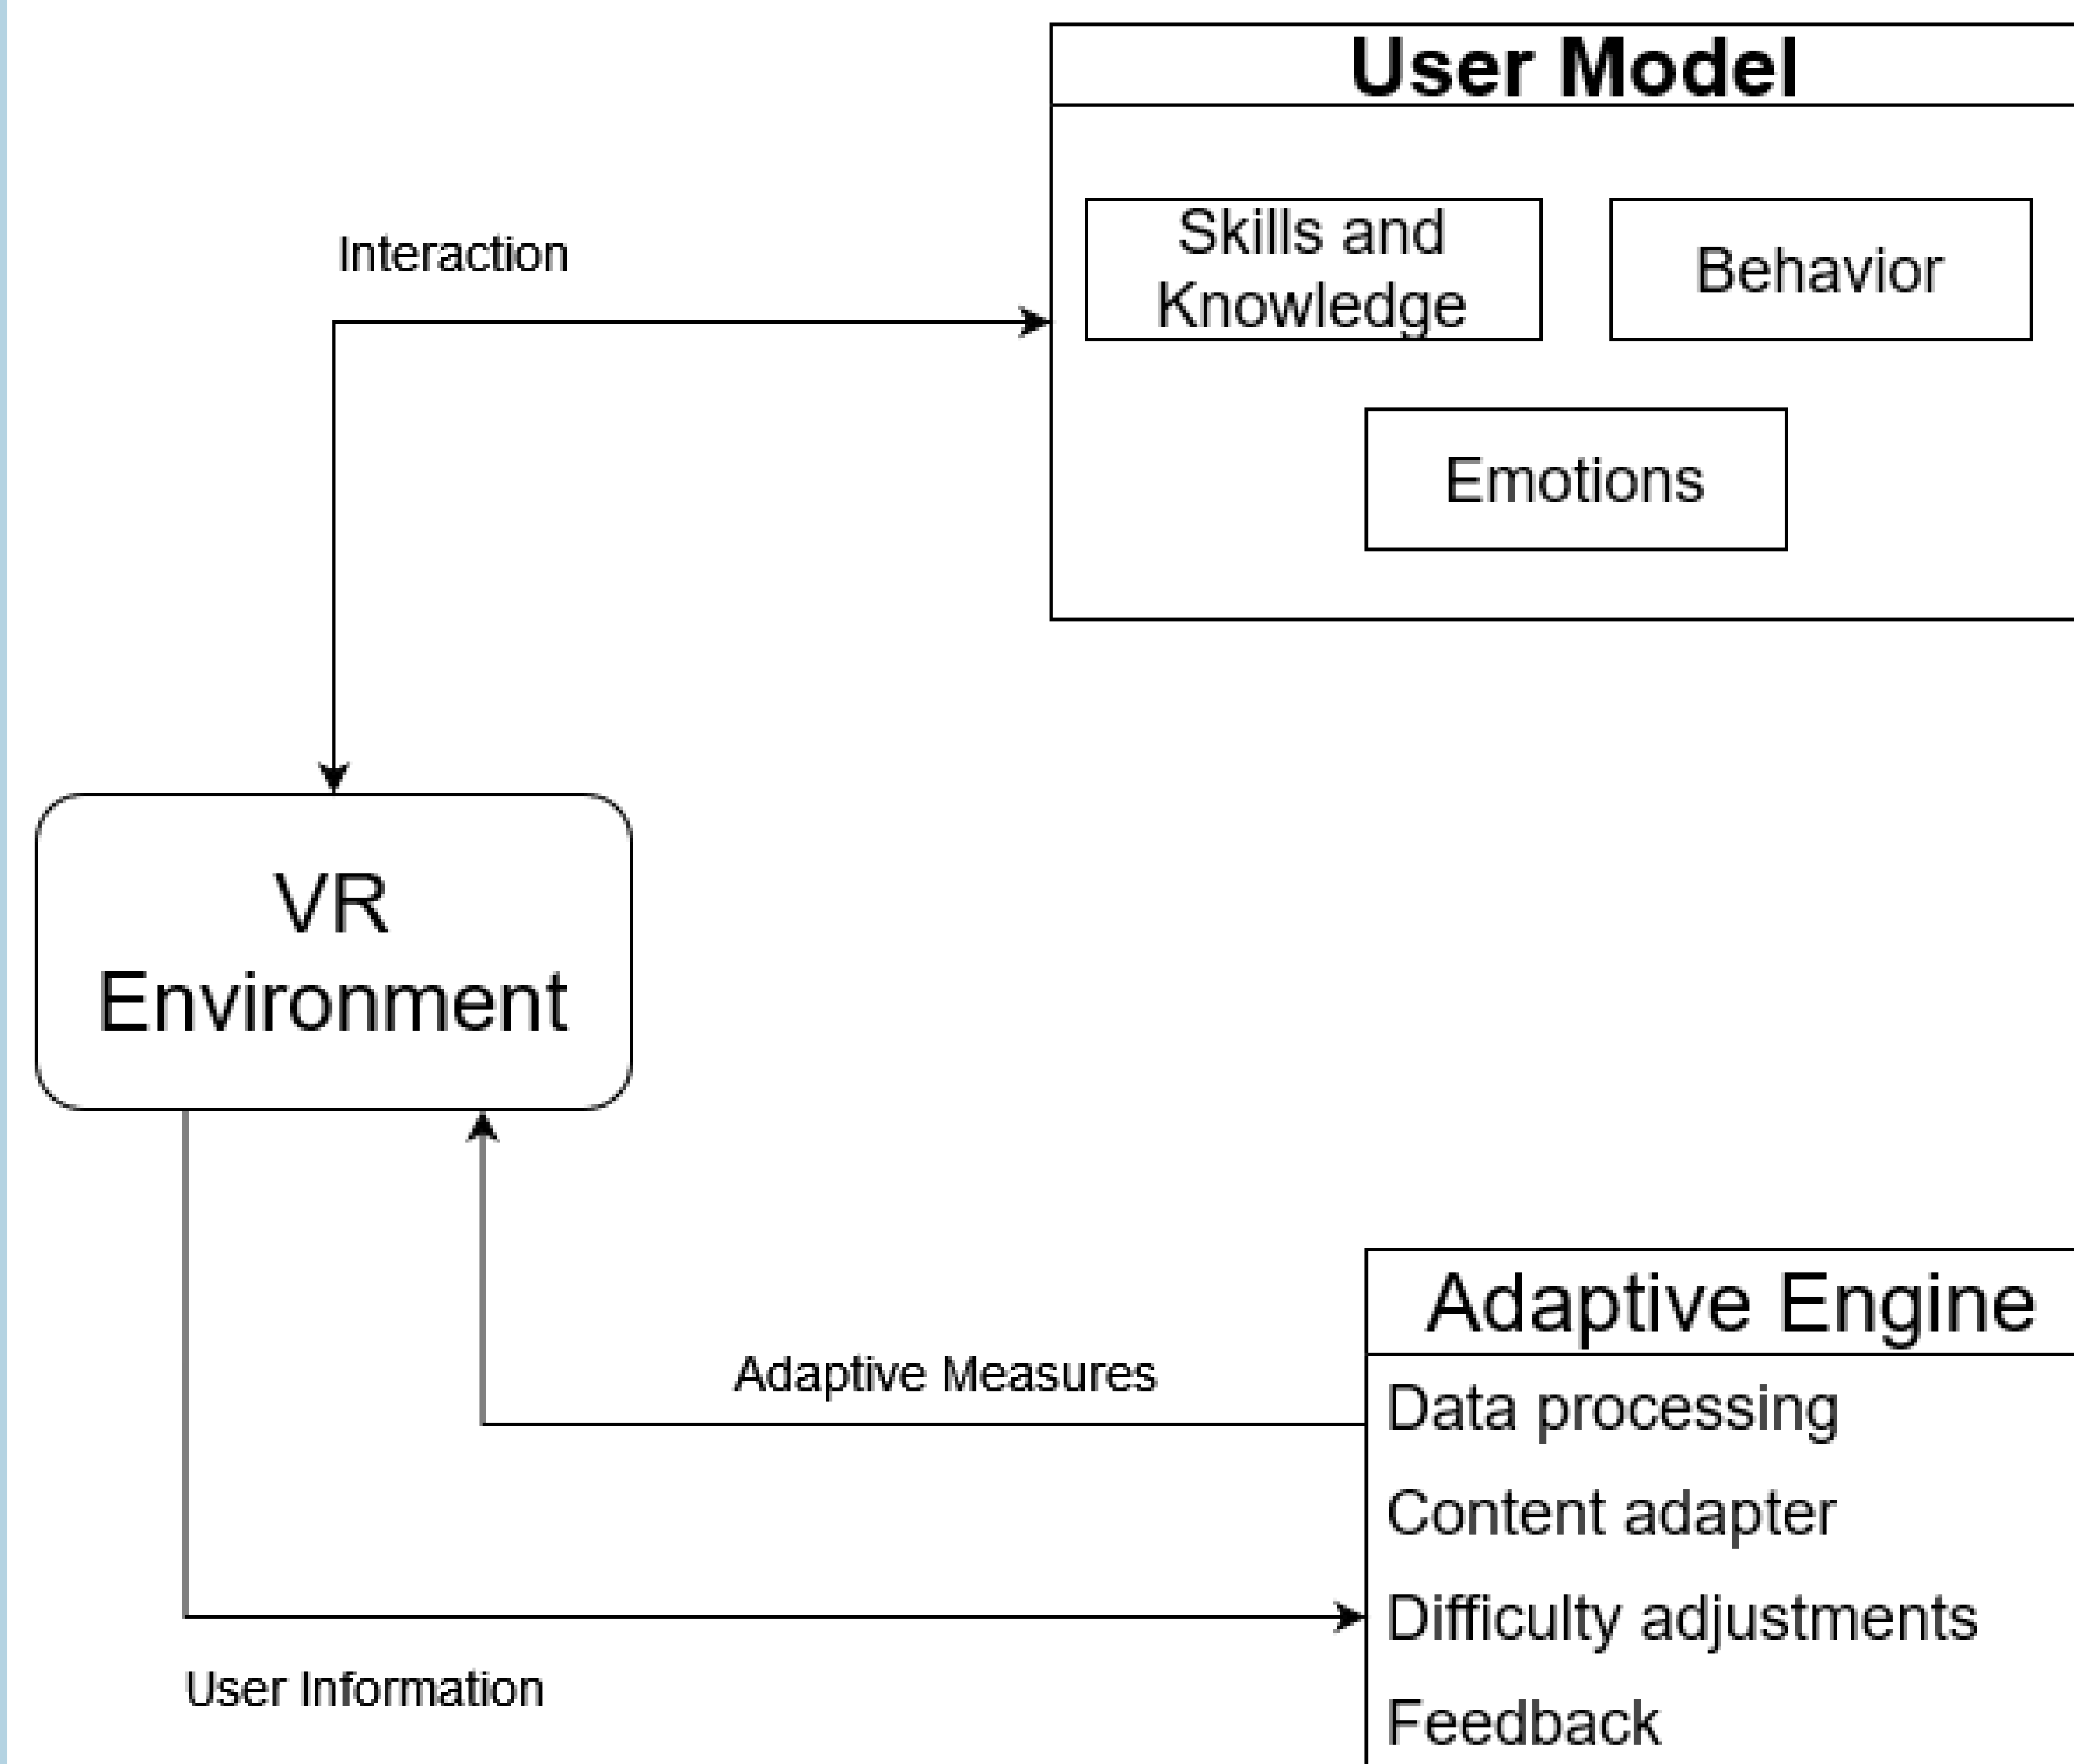 User Model
Skills and
Knowledge
Behavior
Emotions
Interaction
VR
Environment
Adaptive Measures
User Information
Adaptive Engine
Data processing
Content adapter
Difficulty adjustments
Feedback